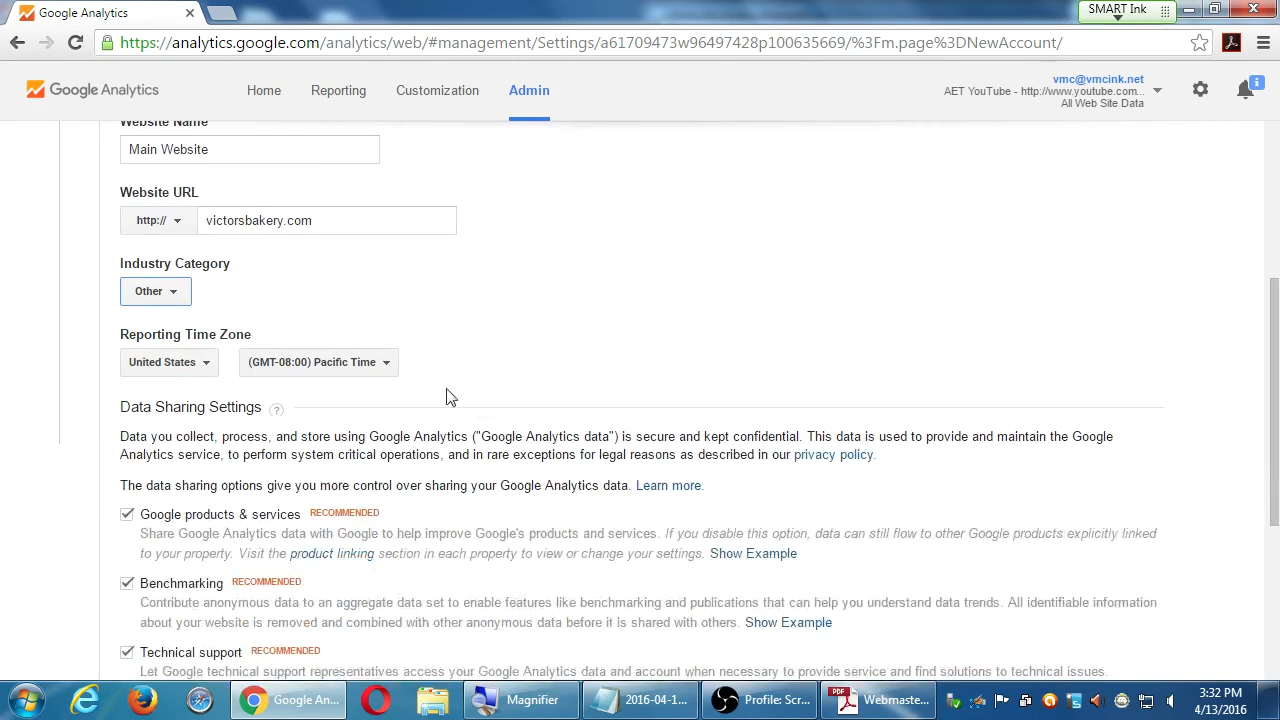 Google Analytics
SMART Ink
https://analytics.google.com/analytics/web/#management/Settings/a61709473w96497428p100635669/%3Fm.page%3DNewAccount/
Google Analytics
Home
Reporting
Customization
Admin
vmc@vmcink.net
AET YouTube - http://www.youtube.com...
All Web Site Data
Website Name
Main Website
Website URL
http://
victorsbakery.com
Industry Category
Other
Reporting Time Zone
United States
(GMT-08:00) Pacific Time
Data Sharing Settings ?
Data you collect, process, and store using Google Analytics ("Google Analytics data") is secure and kept confidential. This data is used to provide and maintain the Google
Analytics service, to perform system critical operations, and in rare exceptions for legal reasons as described in our privacy policy.
The data sharing options give you more control over sharing your Google Analytics data. Learn more.
Google products & services RECOMMENDED
Share Google Analytics data with Google to help improve Google's products and services. If you disable this option, data can still flow to other Google products explicitly linked
to your property. Visit the product linking section in each property to view or change your settings. Show Example
Benchmarking RECOMMENDED
Contribute anonymous data to an aggregate data set to enable features like benchmarking and publications that can help you understand data trends. All identifiable information
about your website is removed and combined with other anonymous data before it is shared with others. Show Example
Technical support RECOMMENDED
Let Google technical support representatives access your Google Analytics data and account when necessary to provide service and find solutions to technical issues.
Google An...
Magnifier
2016-04-1...
Profile: Scr...
PDF
Webmaste...
3:32 PM
4/13/2016